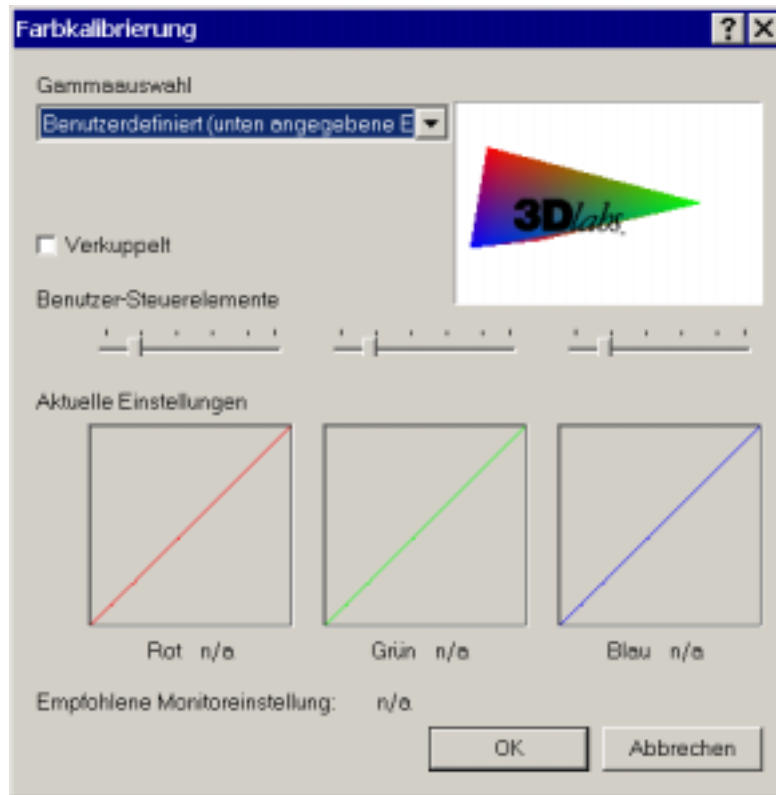 Farbkalibrierung
Gammaauswahl
Benutzerdefiniert (unten angegebene E
3Dlabs.
Verkuppelt
Benutzer-Steuerelemente
Aktuelle Einstellungen
Rot n/a Grün n/a Blau n/a
Empfohlene Monitoreinstellung: n/a
OK Abbrechen